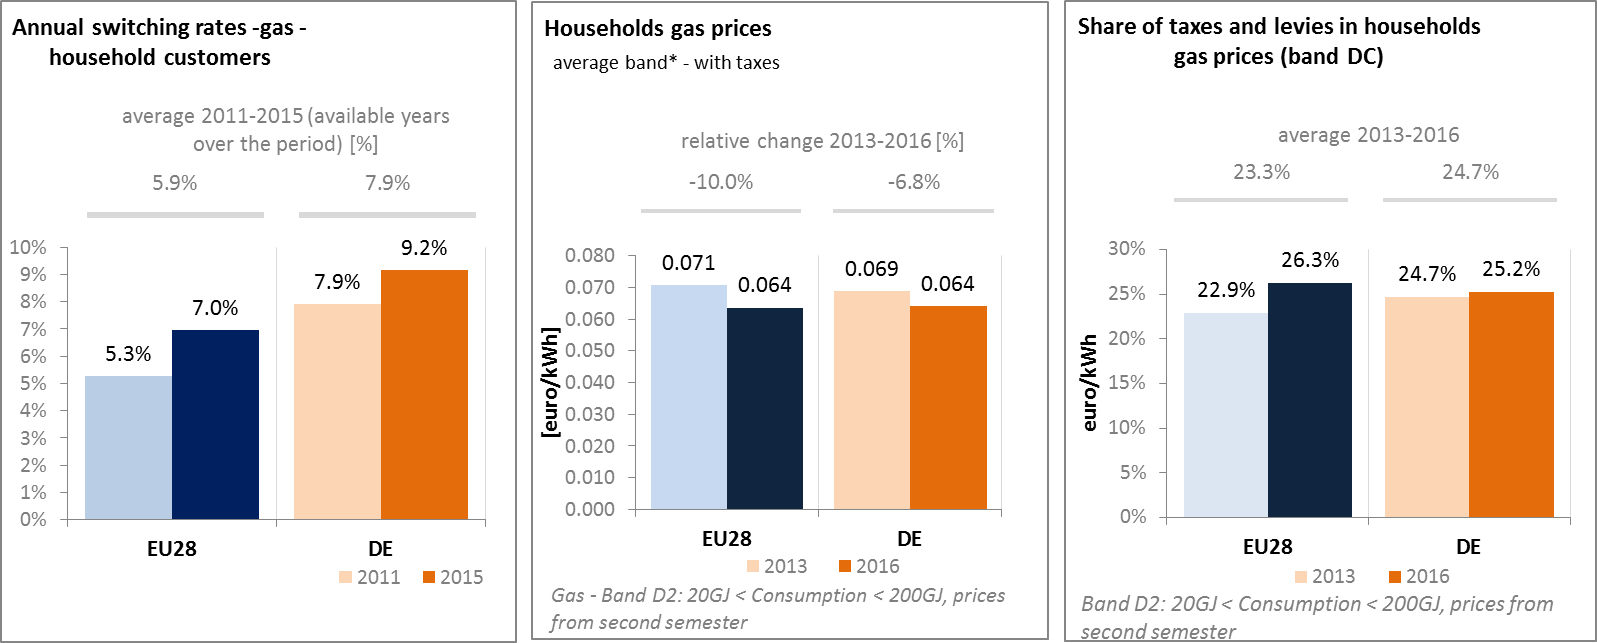 Annual switching rates -gas -
household customers
average 2011-2015 (available years
over the period) [%]
5.9%
7.9%
10%
9%
8%
7%
6%
5%
4%
3%
2%
1%
0%
5.3%
7.0%
7.9%
9.2%
EU28
DE
2011
2015
Households gas prices
average band* - with taxes
relative change 2013-2016 [%]
-10.0%
-6.8%
[euro/kWh]
0.080
0.070
0.060
0.050
0.040
0.030
0.020
0.010
0.000
0.071
0.064
0.069
0.064
EU28
DE
2013
2016
Gas - Band D2: 20GJ < Consumption < 200GJ, prices
from second semester
Share of taxes and levies in households
gas prices (band DC)
average 2013-2016
23.3%
24.7%
euro/kWh
30%
25%
20%
15%
10%
5%
0%
22.9%
26.3%
24.7%
25.2%
EU28
DE
2013
2016
Band D2: 20GJ < Consumption < 200GJ, prices from
second semester